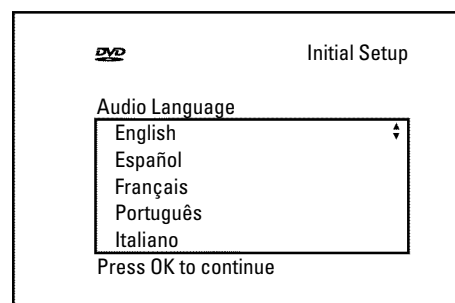 DVD
Initial Setup
Audio Language
English
Español
Français
Português
Italiano
Press OK to continue